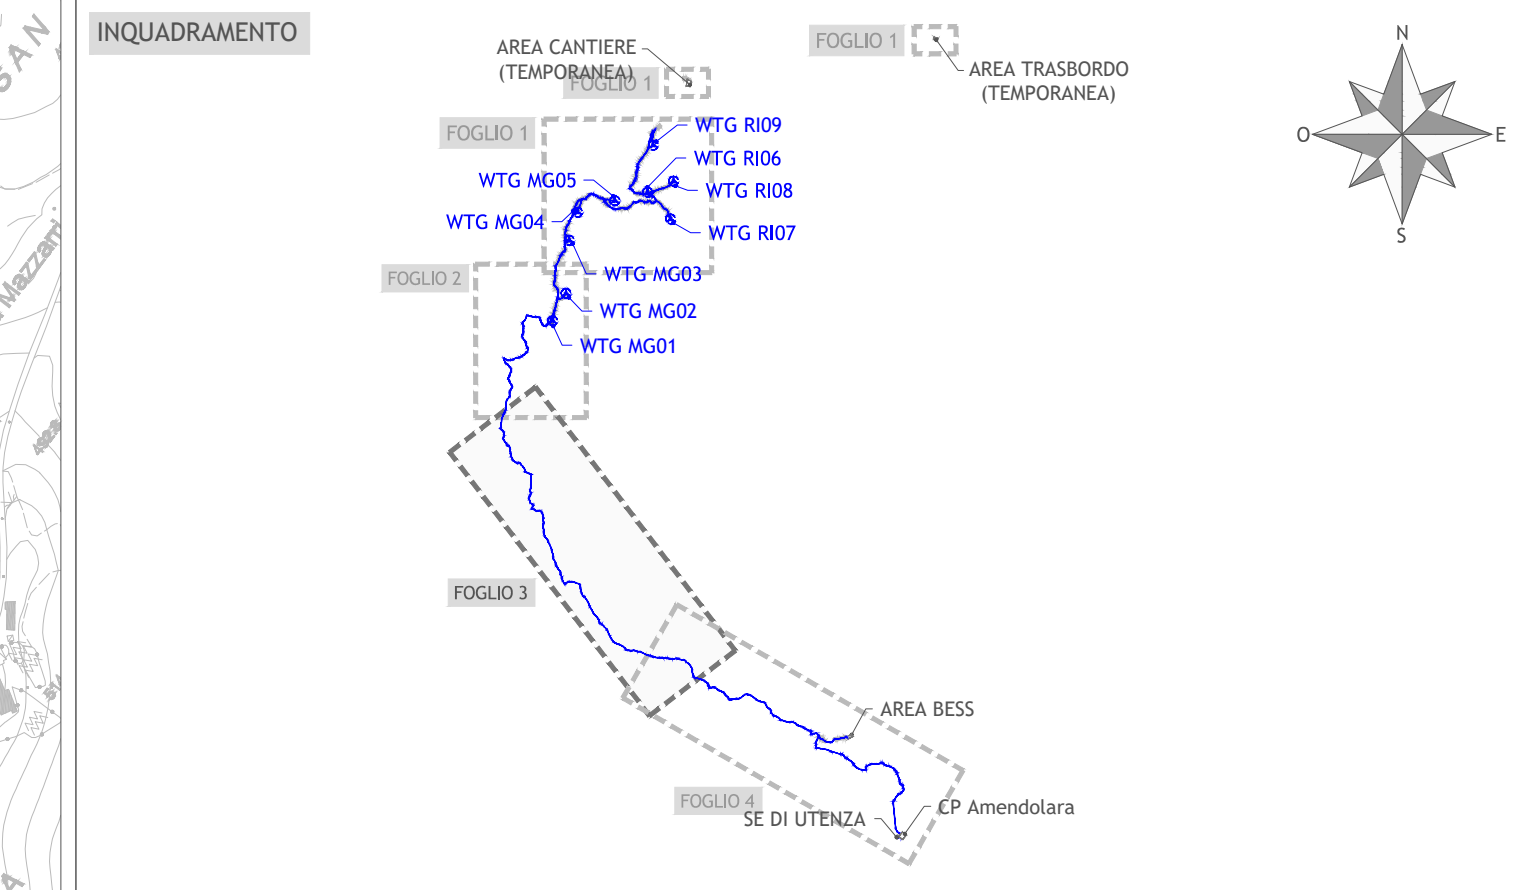 INQUADRAMENTO
AREA CANTIERE
(TEMPORANEA)
FOGLIO 1
FOGLIO 1
AREA TRASBORDO
(TEMPORANEA)
N
O
E
S
FOGLIO 1
WTG RI09
WTG RI06
WTG MG05
WTG RI08
WTG MG04
WTG RI07
FOGLIO 2
WTG MG03
WTG MG02
WTG MG01
FOGLIO 3
AREA BESS
FOGLIO 4
CP Amendolara
SE DI UTENZA
SAN
Mazzami
A